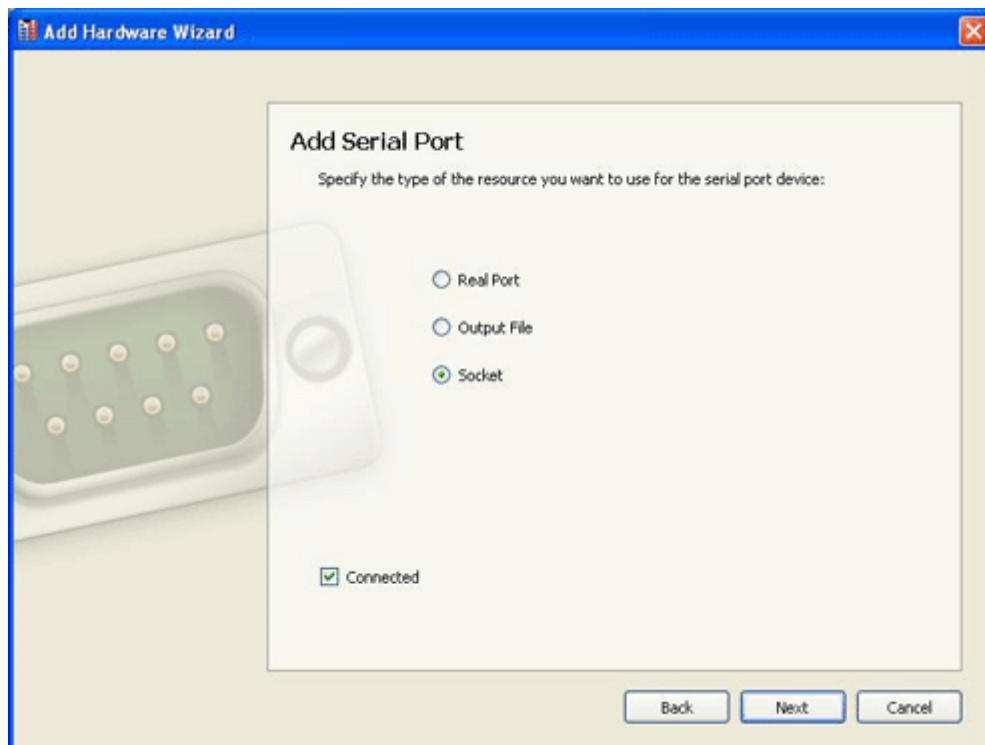 Add Hardware Wizard
Add Serial Port
Specify the type of the resource you want to use for the serial port device:
Real Port
Output File
Socket
Connected
Back
Next
Cancel